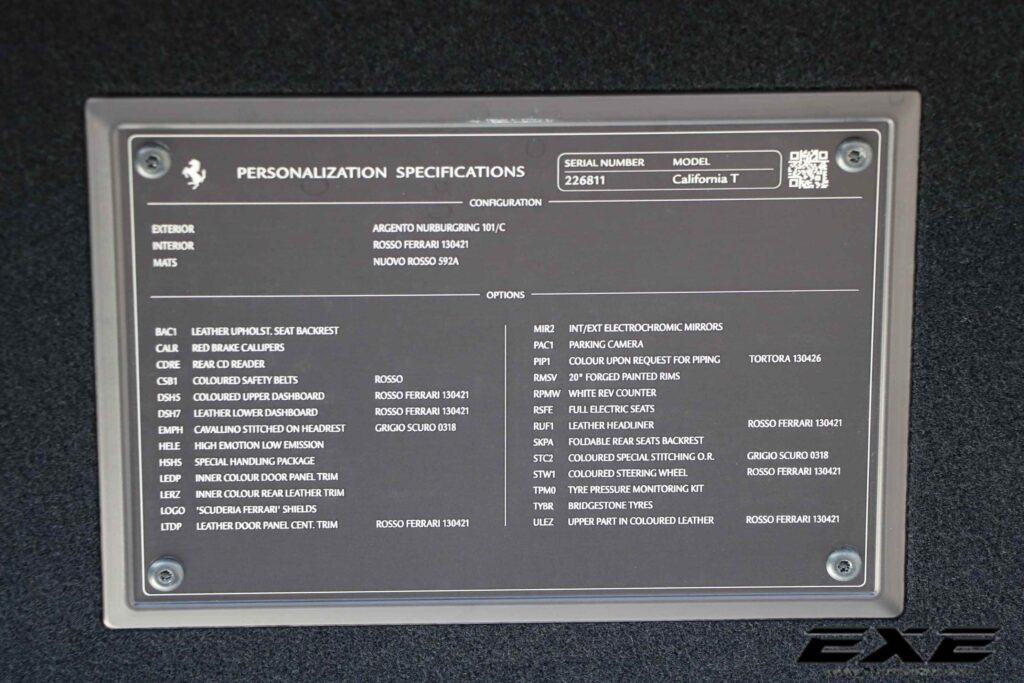 PERSONALIZATION SPECIFICATIONS
SERIAL NUMBER MODEL
226811 California T
CONFIGURATION
EXTERIOR ARGENTO NURBURGRING 101/C
INTERIOR ROSSO FERRARI 130421
MATS NUOVO ROSSO 592A
OPTIONS
BAC1 LEATHER UPHOLST. SEAT BACKREST
CALR RED BRAKE CALLIPERS
CDRE REAR CD READER
CSB1 COLOURED SAFETY BELTS ROSSO
DSH5 COLOURED UPPER DASHBOARD ROSSO FERRARI 130421
DSH7 LEATHER LOWER DASHBOARD ROSSO FERRARI 130421
EMPH CAVALLINO STITCHED ON HEADREST GRIGIO SCURO 0318
HELE HIGH EMOTION LOW EMISSION
HSHS SPECIAL HANDLING PACKAGE
LEDP INNER COLOUR DOOR PANEL TRIM
LERZ INNER COLOUR REAR LEATHER TRIM
LOGO "SCUDERIA FERRARI" SHIELDS
LTDP LEATHER DOOR PANEL CENT. TRIM ROSSO FERRARI 130421
MIR2 INT/EXT ELECTROCHROMIC MIRRORS
PAC1 PARKING CAMERA
PIP1 COLOUR UPON REQUEST FOR PIPING TORTORA 130426
RMSV 20" FORGED PAINTED RIMS
RPMW WHITE REV COUNTER
RSFE FULL ELECTRIC SEATS
RUF1 LEATHER HEADLINER ROSSO FERRARI 130421
SKPA FOLDABLE REAR SEATS BACKREST
STC2 COLOURED SPECIAL STITCHING O.R. GRIGIO SCURO 0318
STW1 COLOURED STEERING WHEEL ROSSO FERRARI 130421
TPM0 TYRE PRESSURE MONITORING KIT
TYBR BRIDGESTONE TYRES
ULEZ UPPER PART IN COLOURED LEATHER ROSSO FERRARI 130421
EXE